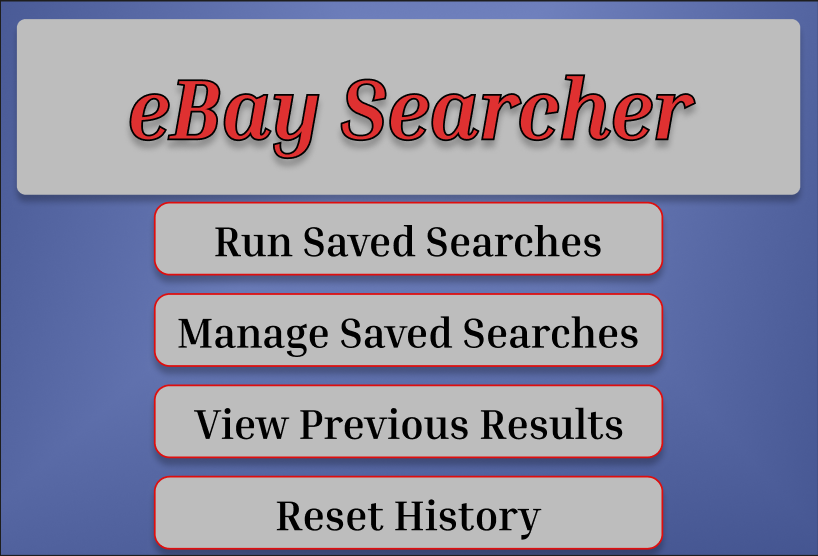 eBay Searcher
Run Saved Searches
Manage Saved Searches
View Previous Results
Reset History